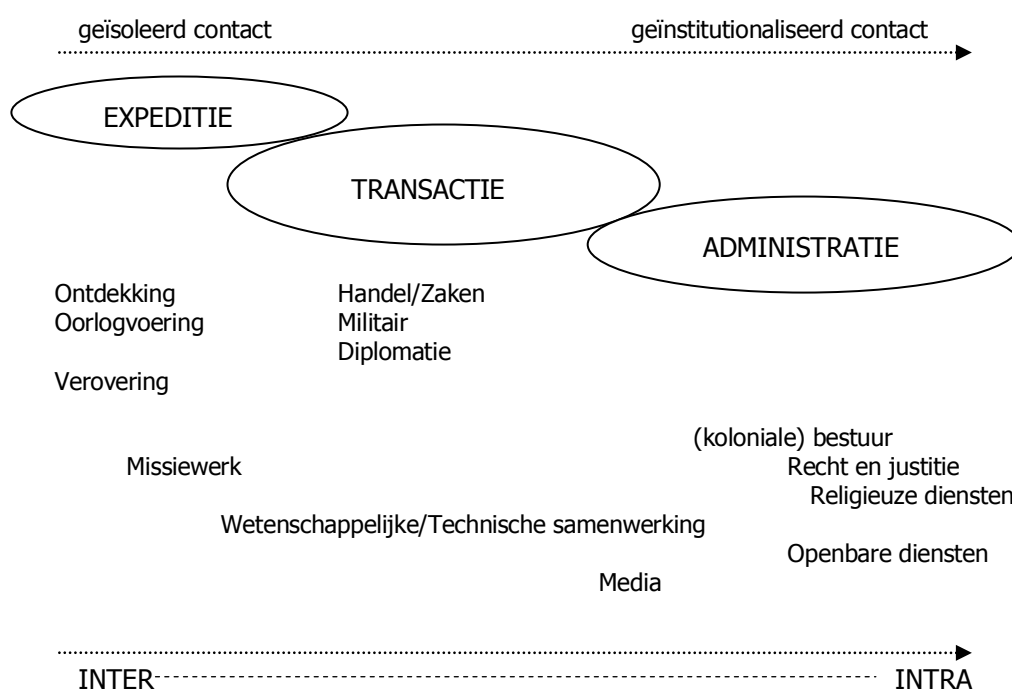 geïsoleerd contact geïnstitutionaliseerd contact
EXPEDITIE
TRANSACTIE
ADMINISTRATIE
Ontdekking Handel/Zaken
Oorlogvoering Militair
Diplomatie
Verovering
(koloniale) bestuur
Missiewerk Recht en justitie
Religieuze diensten
Wetenschappelijke/Technische samenwerking
Openbare diensten
Media
INTER INTRA